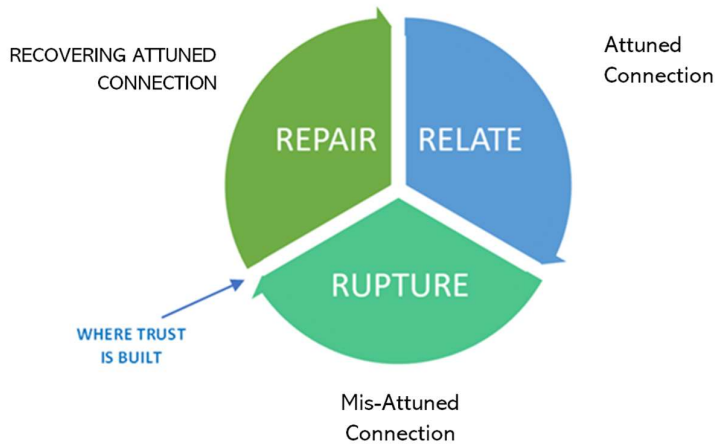 RECOVERING ATTUNED
CONNECTION
Attuned
Connection
REPAIR
RELATE
RUPTURE
WHERE TRUST
IS BUILT
Mis-Attuned
Connection